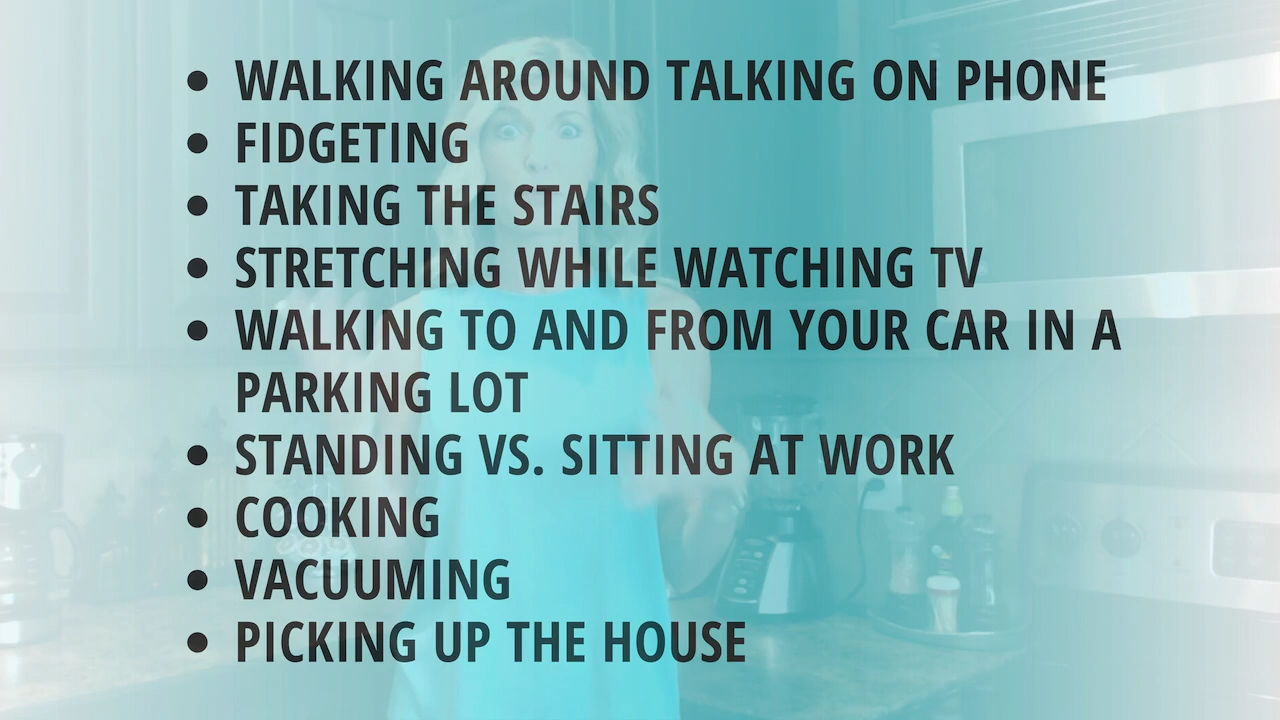 • WALKING AROUND TALKING ON PHONE
• FIDGETING
• TAKING THE STAIRS
• STRETCHING WHILE WATCHING TV
• WALKING TO AND FROM YOUR CAR IN A
PARKING LOT
• STANDING VS. SITTING AT WORK
• COOKING
• VACUUMING
• PICKING UP THE HOUSE